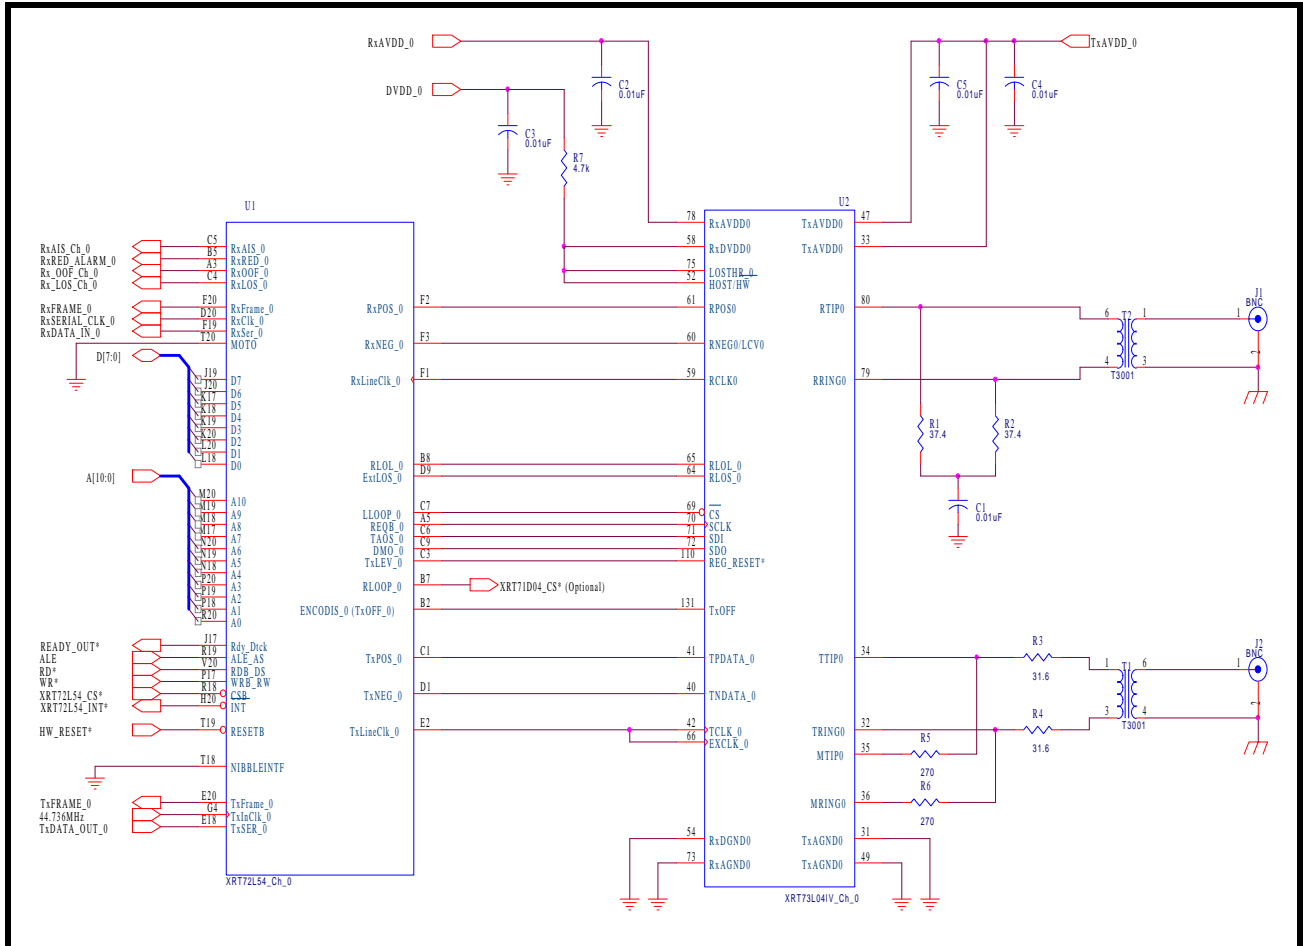 RxAVDD_0
TxAVDD_0
DVDD_0
C2
0.01uF
C5
0.01uF
C4
0.01uF
C3
0.01uF
R7
4.7k
U1
U2
RxAIS_Ch_0
RxRED_ALARM_0
Rx_OOF_Ch_0
Rx_LOS_Ch_0
RxFRAME_0
RxSERIAL_CLK_0
RxDATA_IN_0
D[7:0]
A[10:0]
READY_OUT*
ALE
RD*
WR*
XRT72L54_CS*
XRT72L54_INT*
HW_RESET*
TxFRAME_0
44.736MHz
TxDATA_OUT_0
C5 RxAIS_0
B5 RxRED_0
A3 RxOOF_0
C4 RxLOS_0
F20 RxFrame_0
D20 RxClk_0
F19 RxSer_0
T20 MOTO
J19 D7
J20 D6
K17 D5
K18 D4
K19 D3
K20 D2
L20 D1
L18 D0
M20 A10
M19 A9
M18 A8
M17 A7
N20 A6
N19 A5
N18 A4
P20 A3
P19 A2
P18 A1
R20 A0
J17 Rdy_Dtck
R19 ALE_AS
V20 RDB_DS
P17 WRB_RW
R18 CSB
H20 INT
T19 RESETB
T18 NIBBLEINTF
E20 TxFrame_0
G4 TxInClk_0
E18 TxSER_0
XRT72L54_Ch_0
RxPOS_0 F2
RxNEG_0 F3
RxLineClk_0 F1
RLOL_0 B8
ExtLOS_0 D9
LLOOP_0 C7
REQB_0 A5
TAOS_0 C6
DMO_0 C9
TxLEV_0 C3
RLOOP_0 B7
XRT71D04_CS* (Optional)
ENCODIS_0 (TxOFF_0) B2
TxPOS_0 C1
TxNEG_0 D1
TxLineClk_0 E2
78 RxAVDD0
58 RxDVDD0
75 LOSTHR_0
52 HOST/HW
61 RPOS0
60 RNEG0/LCV0
59 RCLK0
65 RLOL_0
64 RLOS_0
69 CS
70 SCLK
71 SDI
72 SDO
110 REG_RESET*
131 TxOFF
41 TPDATA_0
40 TNDATA_0
42 TCLK_0
66 EXCLK_0
54 RxDGND0
73 RxAGND0
TxAVDD0 47
TxAVDD0 33
RTIP0 80
RRING0 79
TTIP0 34
TRING0 32
MTIP0 35
MRING0 36
TxAGND0 31
TxAGND0 49
XRT73L04IV_Ch_0
R1
37.4
R2
37.4
C1
0.01uF
6 T2 1
4 3
T3001
J1
BNC
1
2
R3
31.6
R4
31.6
R5
270
R6
270
1 T1 6
3 4
T3001
J2
BNC
1
2